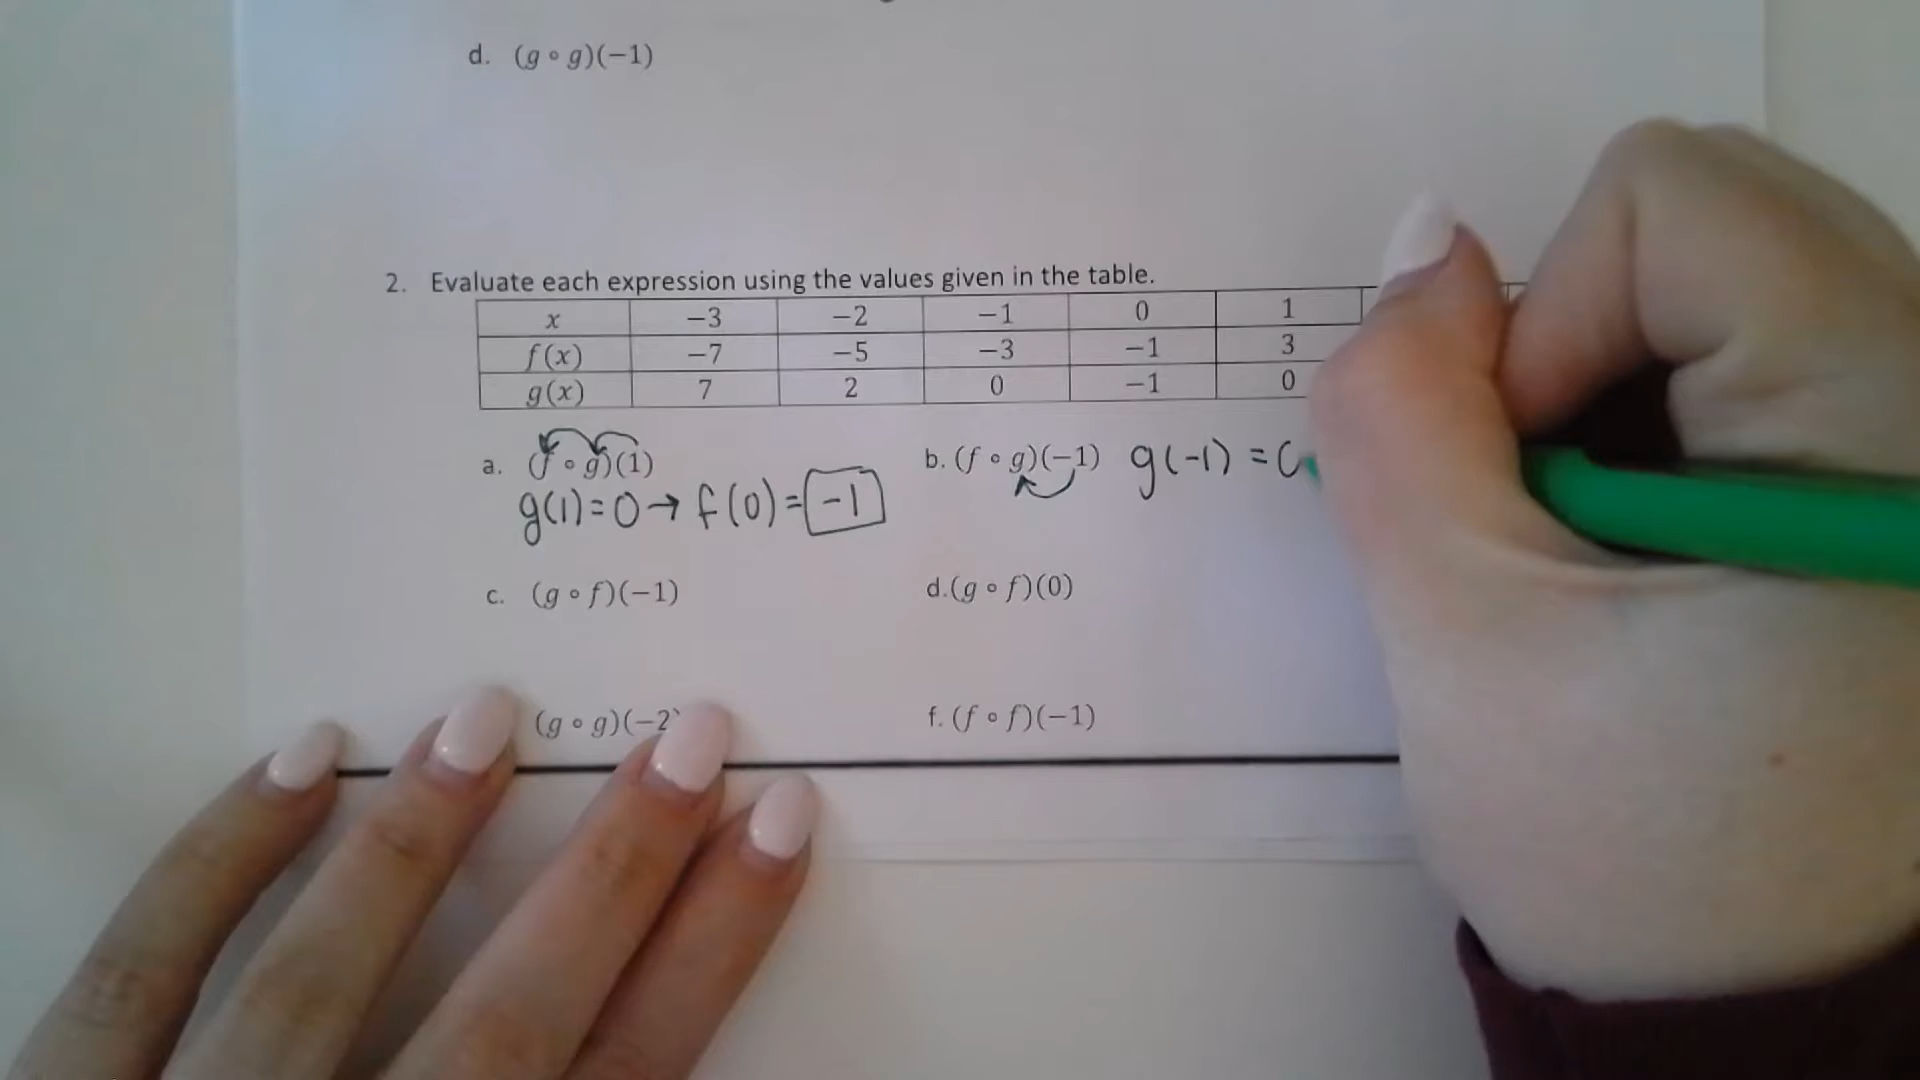 d. (g ∘ g)(−1)
2. Evaluate each expression using the values given in the table.
x −3 −2 −1 0 1
f(x) −7 −5 −3 −1 3
g(x) 7 2 0 −1 0
a. (f ∘ g)(1)
g(1)=0→ f(0)= -1
b. (f ∘ g)(−1) g(-1) =
c. (g ∘ f)(−1)
d.(g ∘ f)(0)
(g ∘ g)(−2
f. (f ∘ f)(−1)